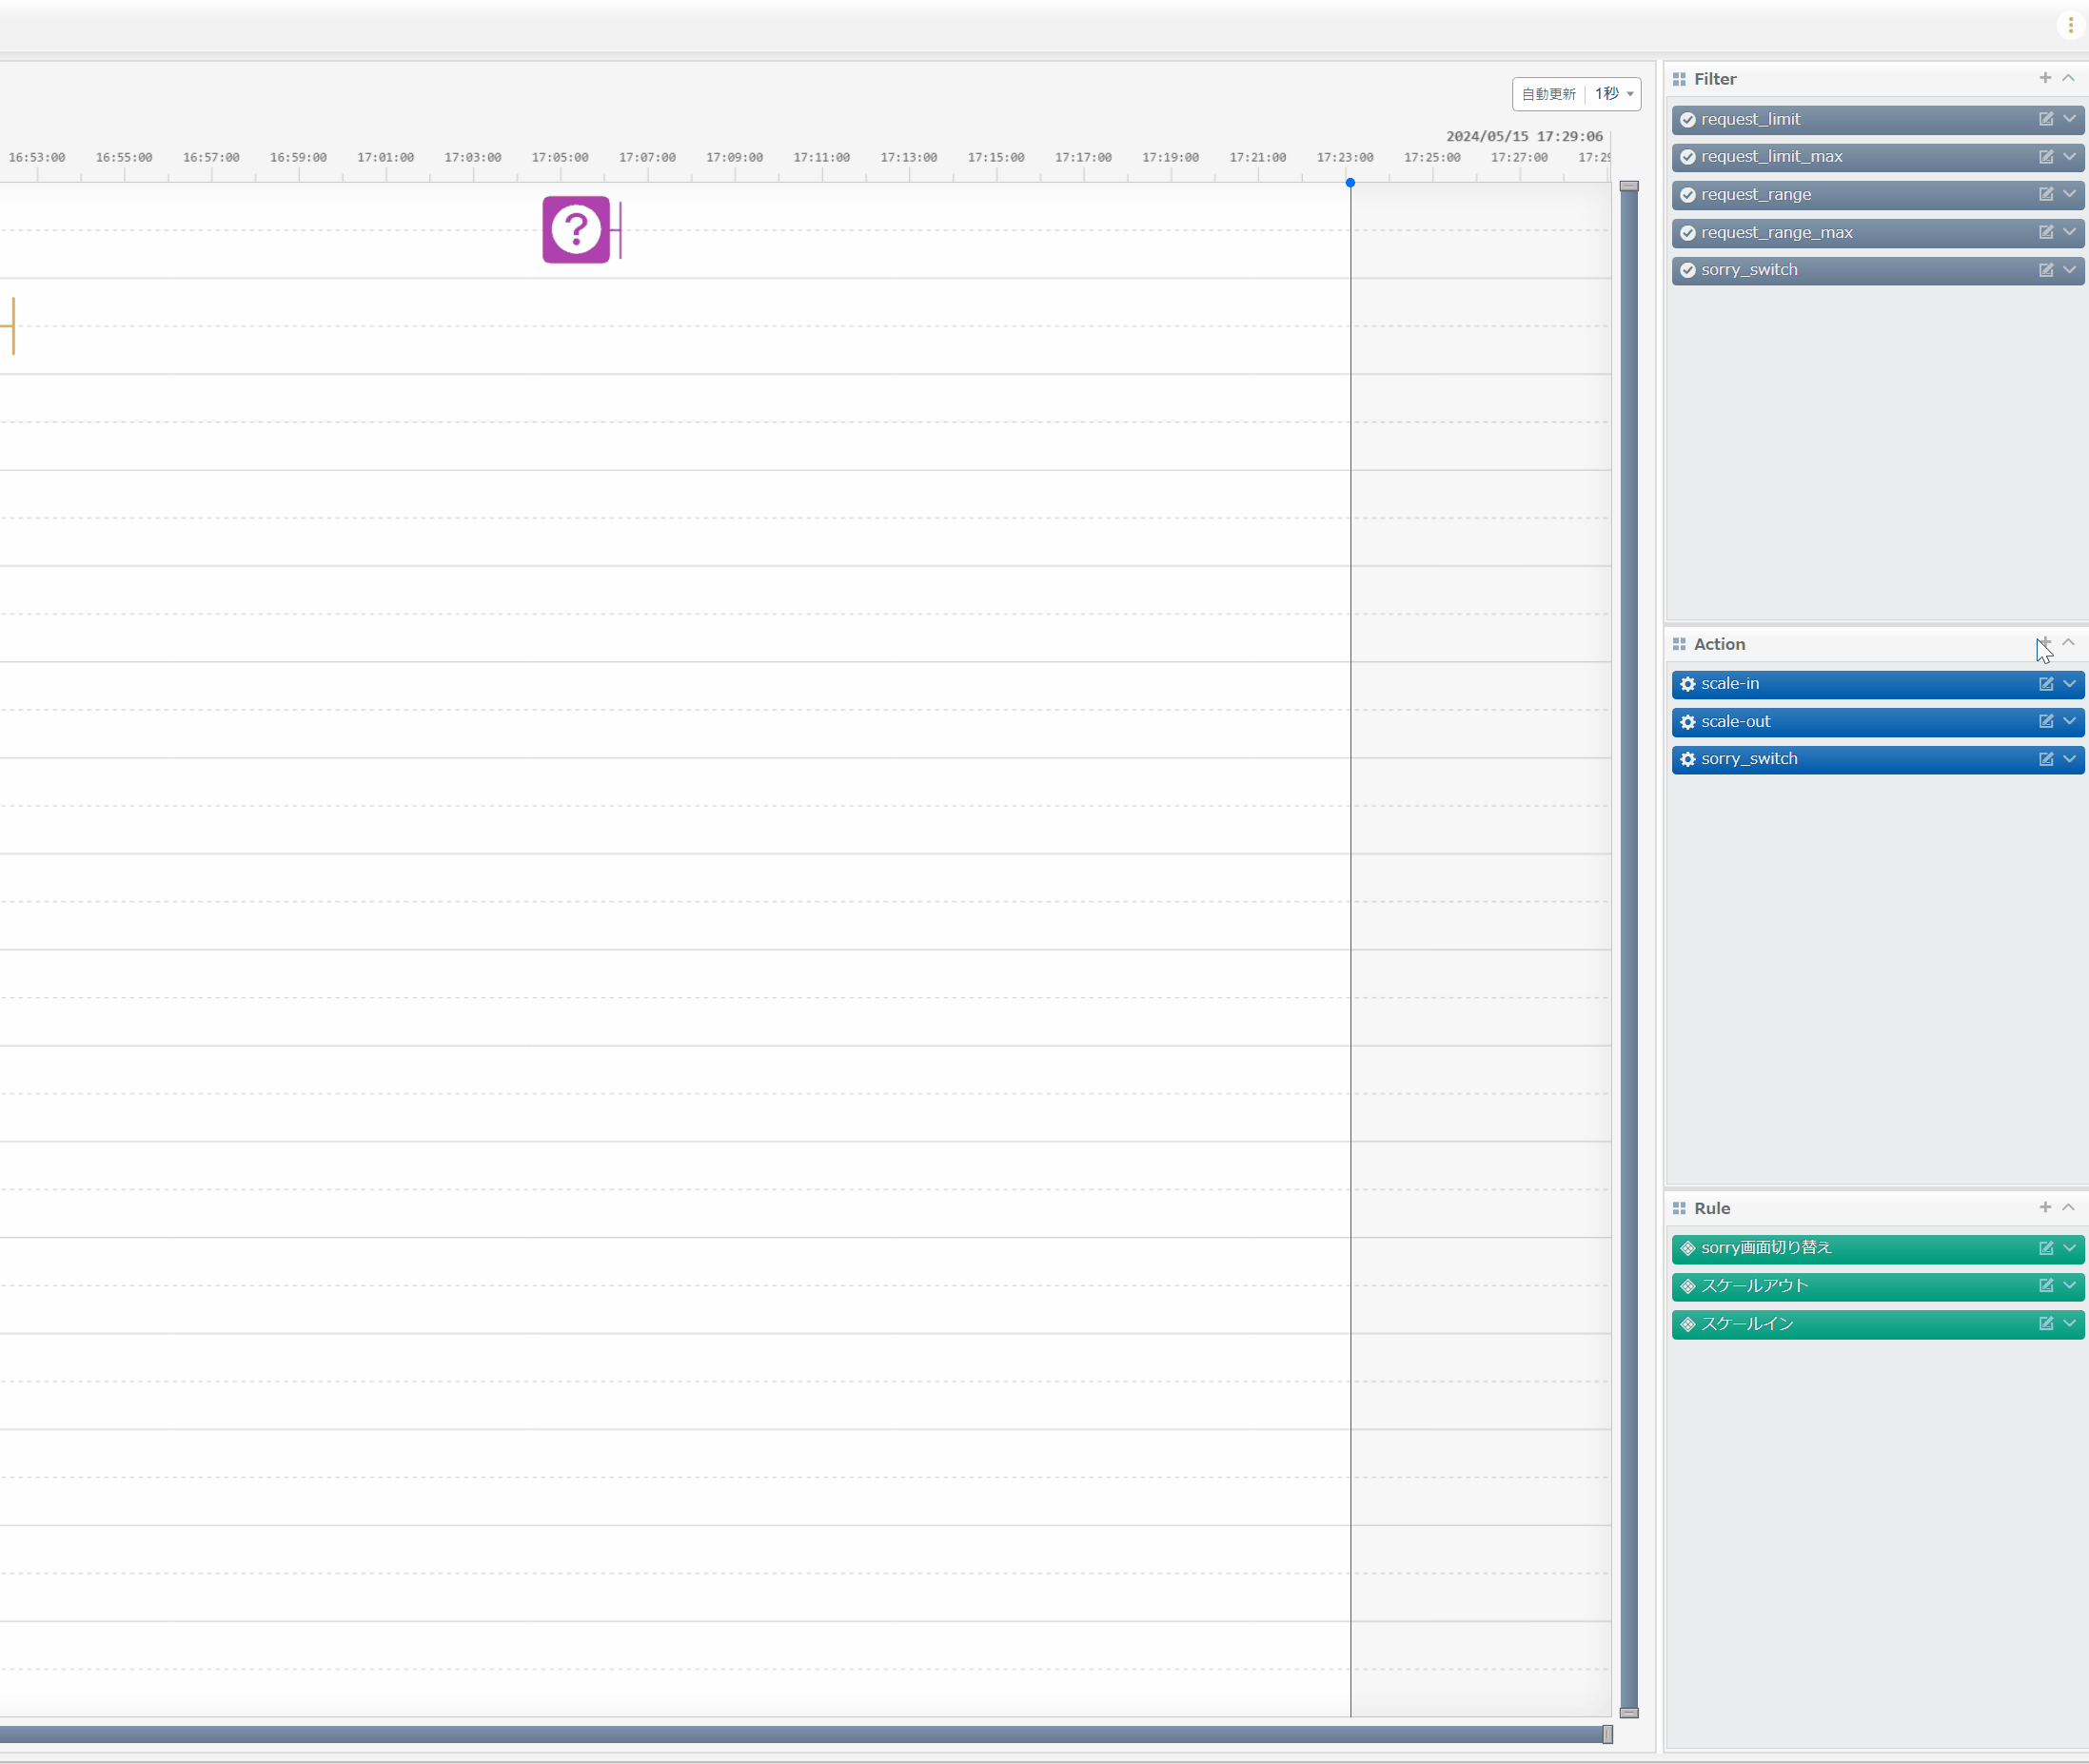 Filter
自動更新 1秒
request_limit
2024/05/15 17:29:06
16:53:00 16:55:00 16:57:00 16:59:00 17:01:00 17:03:00 17:05:00 17:07:00 17:09:00 17:11:00 17:13:00 17:15:00 17:17:00 17:19:00 17:21:00 17:23:00 17:25:00 17:27:00 17:29
request_limit_max
request_range
?
request_range_max
sorry_switch
Action
scale-in
scale-out
sorry_switch
Rule
sorry画面切り替え
スケールアウト
スケールイン